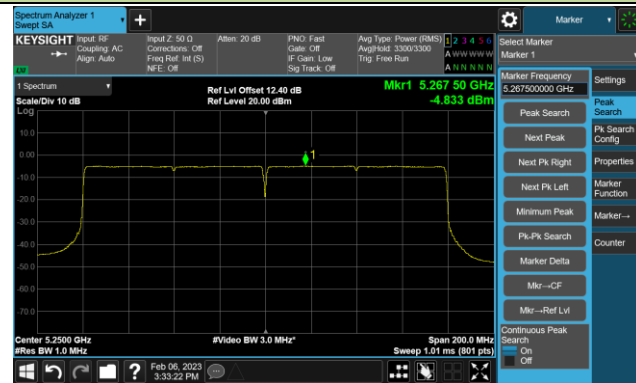 Spectrum Analyzer 1
Swept SA
Marker
KEYSIGHT
Input: RF
Coupling: AC
Align: Auto
Input Z: 50 Ω
Corrections: Off
Freq Ref: Int (S)
NFE: Off
Atten: 20 dB
PNO: Fast
Gate: Off
IF Gain: Low
Sig Track: Off
Avg Type: Power (RMS)
Avg|Hold: 3300/3300
Trig: Free Run
1 2 3 4 5 6
A W W W W W
A N N N N N
Select Marker
Marker 1
1 Spectrum
Scale/Div 10 dB
Log
Ref Lvl Offset 12.40 dB
Ref Level 20.00 dBm
Mkr1 5.267 50 GHz
-4.833 dBm
10.0
0.00
-10.0
-20.0
-30.0
-40.0
-50.0
-60.0
-70.0
1
Center 5.2500 GHz
#Res BW 1.0 MHz
#Video BW 3.0 MHz*
Span 200.0 MHz
Sweep 1.01 ms (801 pts)
Marker Frequency
5.267500000 GHz
Peak Search
Next Peak
Next Pk Right
Next Pk Left
Minimum Peak
Pk-Pk Search
Marker Delta
Mkr→CF
Mkr→Ref Lvl
Continuous Peak
Search
On
Off
Settings
Peak
Search
Pk Search
Config
Properties
Marker
Function
Marker→
Counter
Feb 06, 2023
3:33:22 PM